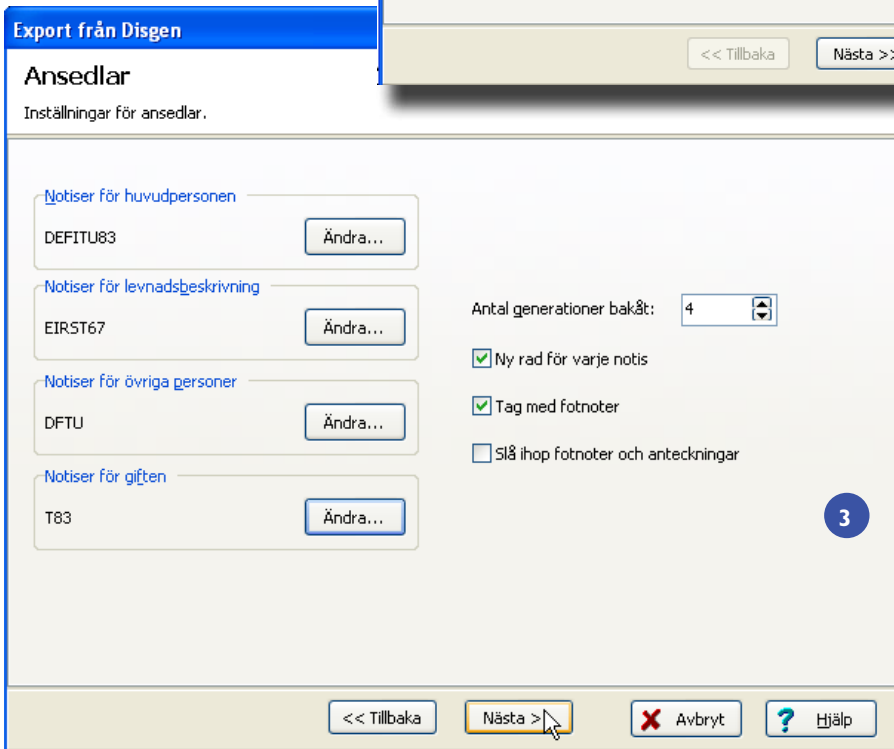 Export från Disgen
<< Tillbaka
Nästa >>
Ansedlar
Inställningar för ansedlar.
Notiser för huvudpersonen
DEFITU83
Ändra...
Notiser för levnadsbeskrivning
EIRST67
Ändra...
Notiser för övriga personer
DFTU
Ändra...
Notiser för giften
T83
Ändra...
Antal generationer bakåt:
4
Ny rad för varje notis
Tag med fotnoter
Slå ihop fotnoter och anteckningar
3
<< Tillbaka
Nästa >
Avbryt
Hjälp